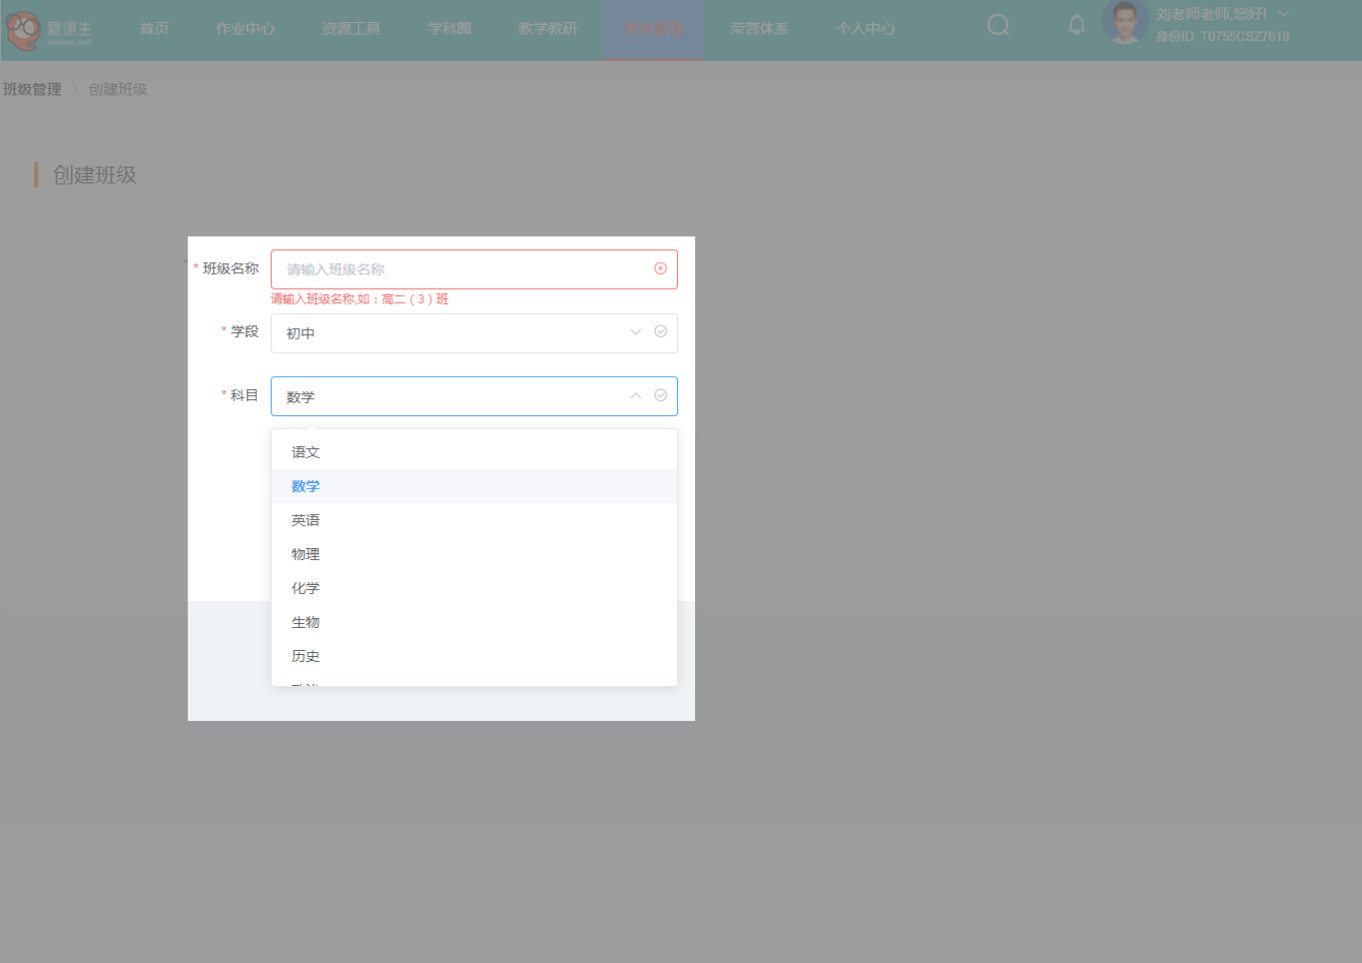 爱课主
keshen.com
首页 作业中心 资源工具 学科圈 教学教研 班级管理 荣誉体系 个人中心
刘老师老师,您好!
身份ID: T0755CSZ7618
班级管理 > 创建班级
创建班级
* 班级名称 请输入班级名称
请输入班级名称,如：高二（3）班
* 学段 初中
* 科目 数学
语文
数学
英语
物理
化学
生物
历史